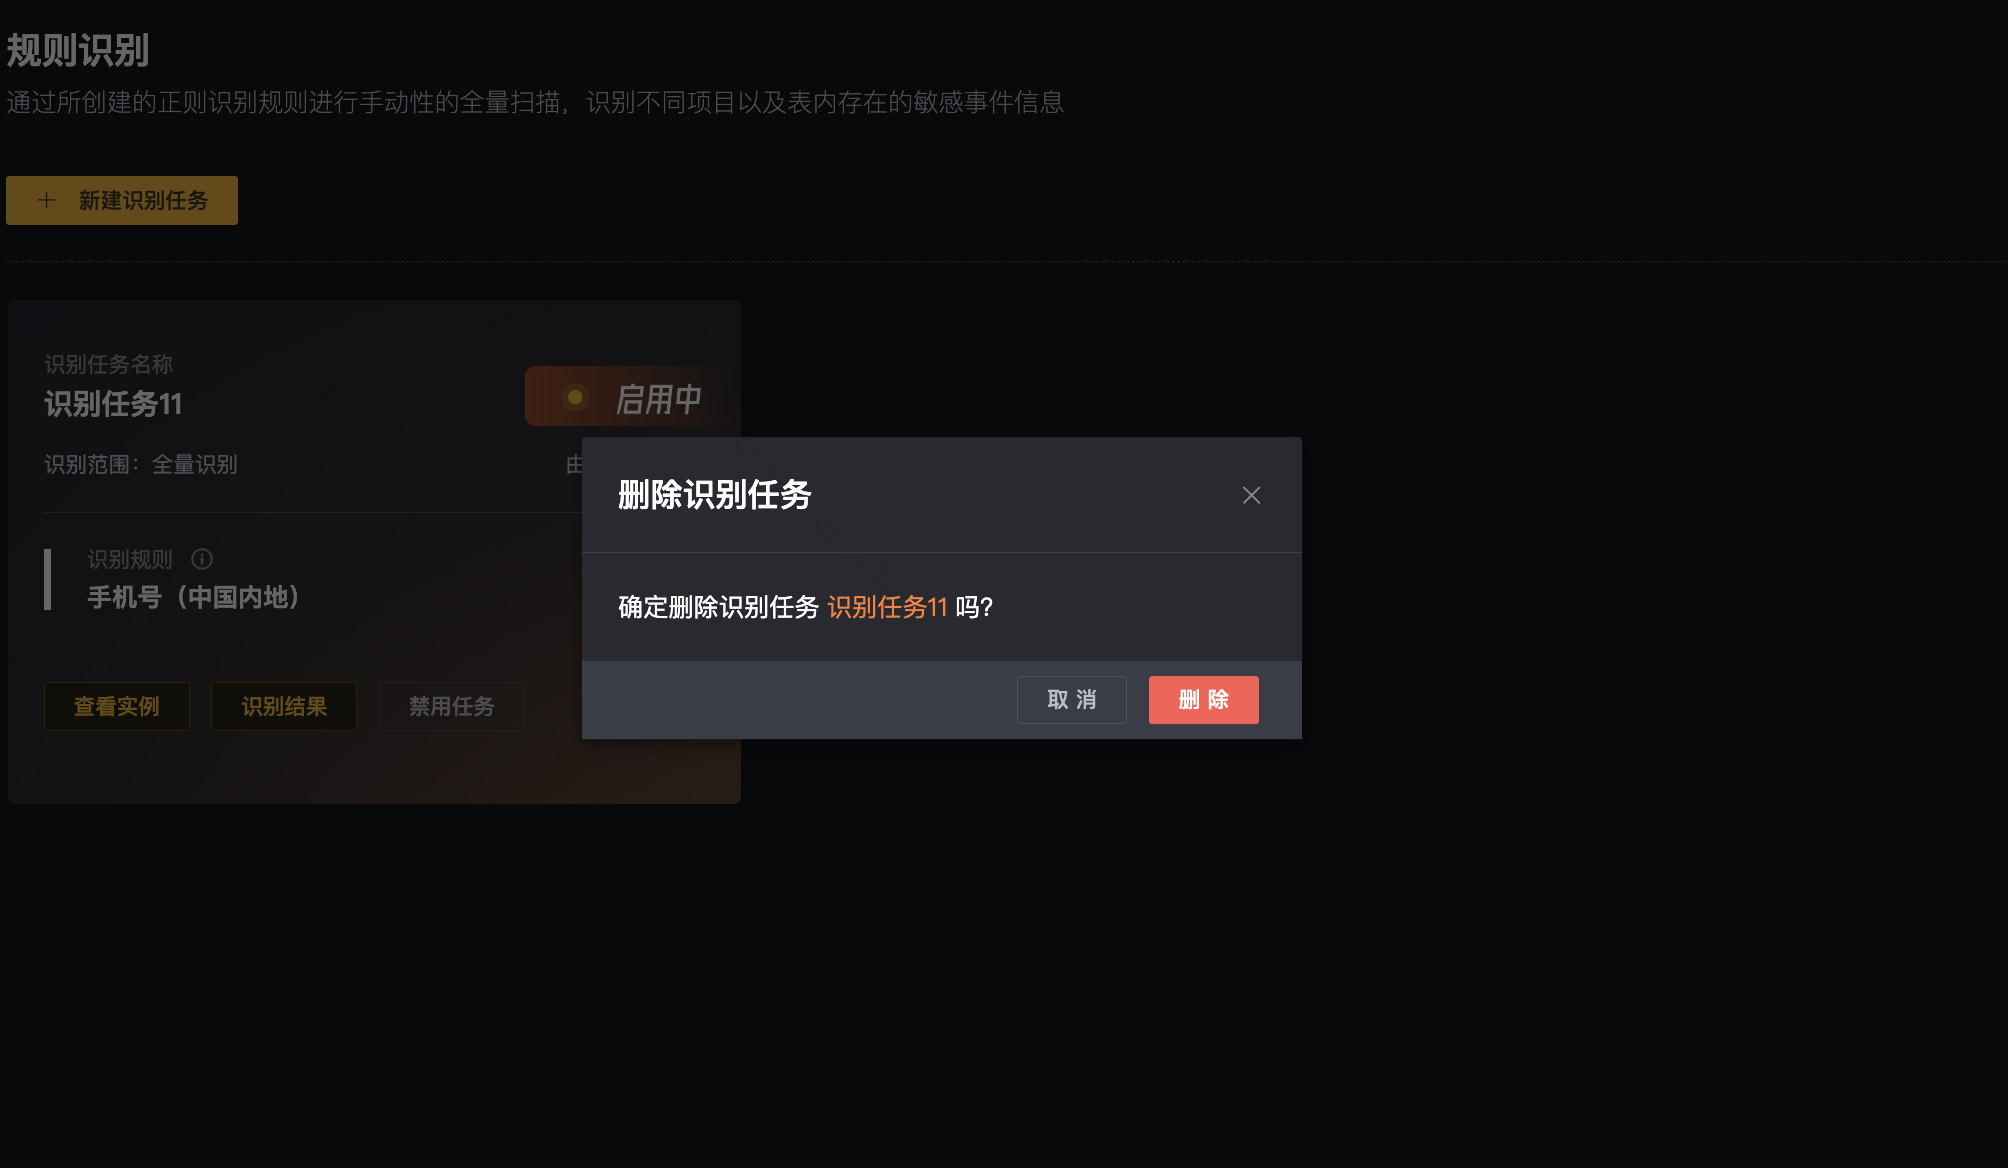 规则识别
通过所创建的正则识别规则进行手动性的全量扫描，识别不同项目以及表内存在的敏感事件信息
新建识别任务
识别任务名称
识别任务11
启用中
识别范围：全量识别
由
识别规则
手机号（中国内地）
查看实例
识别结果
禁用任务
删除识别任务
确定删除识别任务 识别任务11 吗?
取 消
删 除